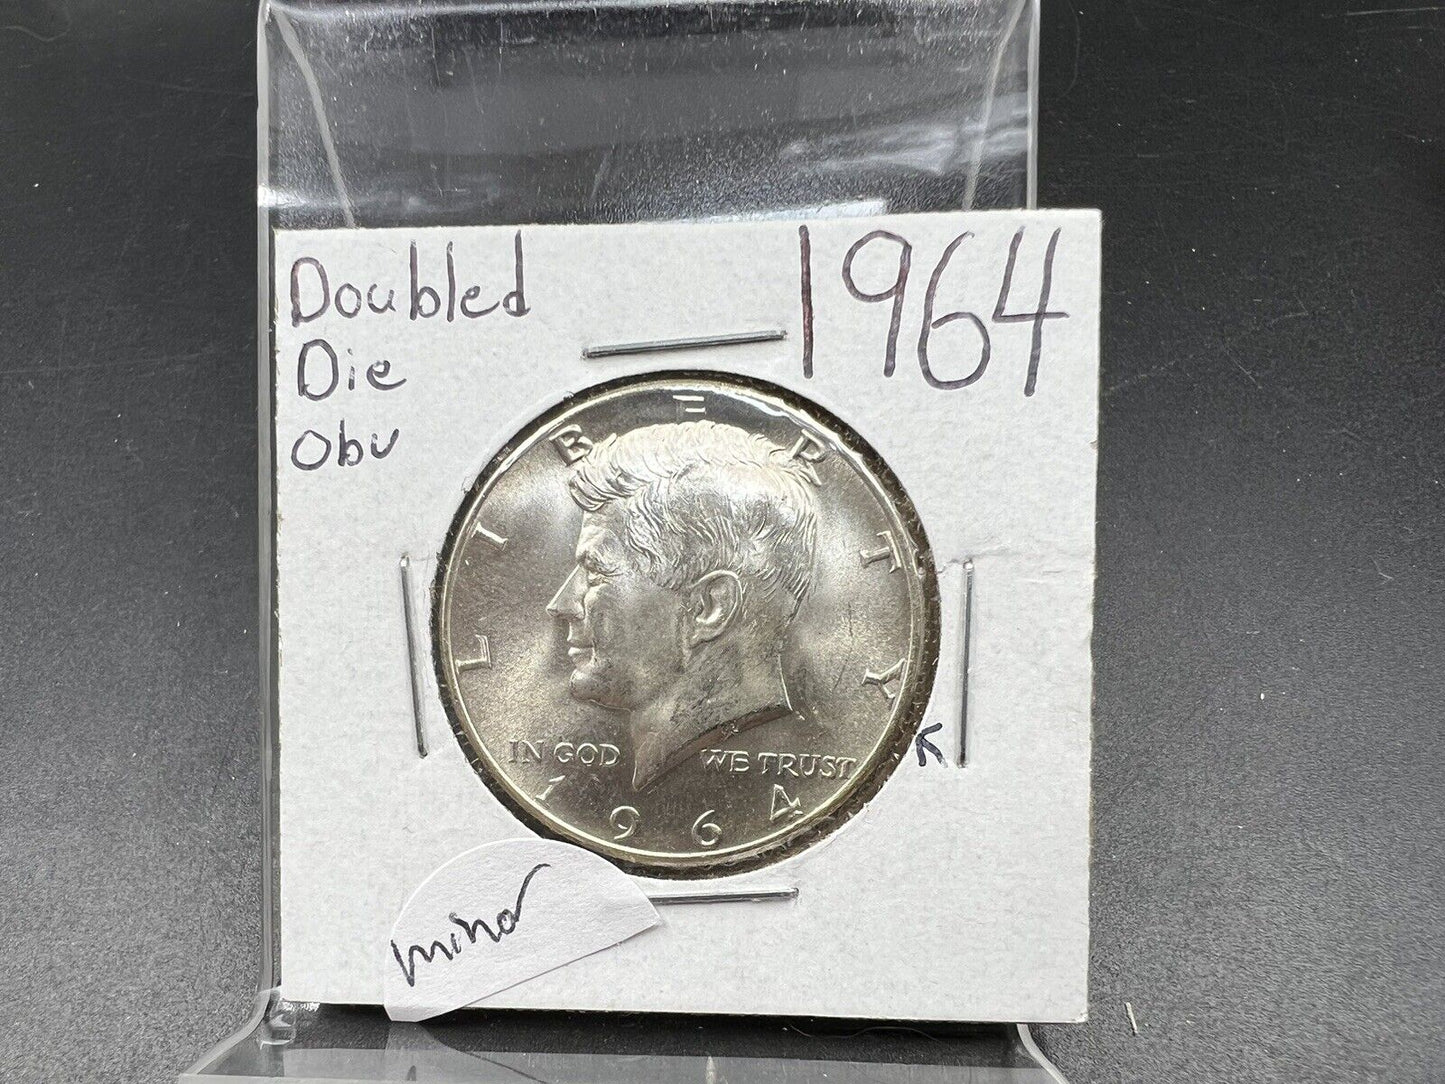 Doubled
Die
Obv
1964
LIBERTY
IN GOD WE TRUST
1964
K
minor